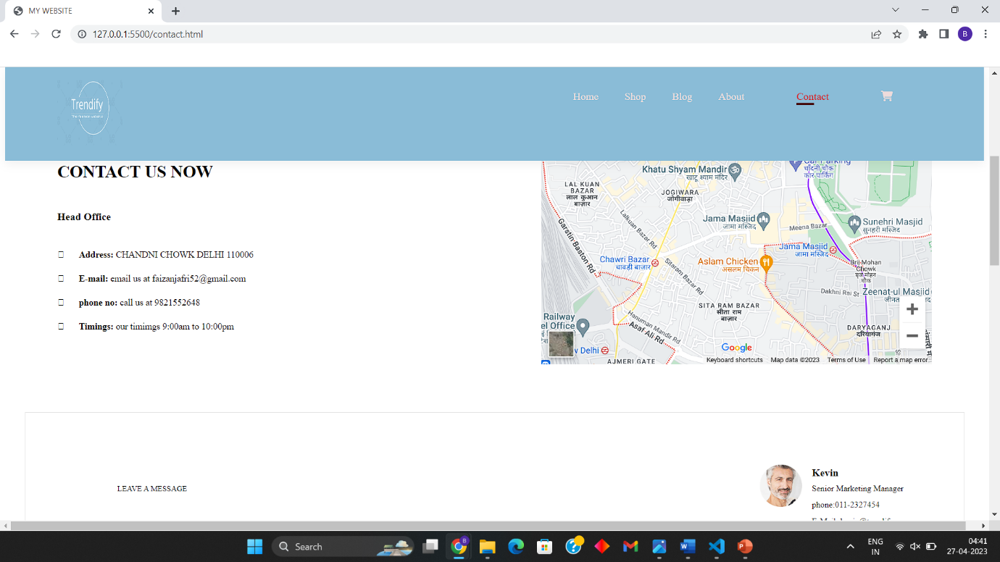 MY WEBSITE
127.0.0.1:5500/contact.html
B
Trendify
Home Shop Blog About Contact
CONTACT US NOW
Head Office
Address: CHANDNI CHOWK DELHI 110006
E-mail: email us at faizanjafri52@gmail.com
phone no: call us at 9821552648
Timings: our timimgs 9:00am to 10:00pm
Khatu Shyam Mandir
खाटू श्याम मंदिर
Car Parking
चाँदनी चौक
कार पार्किंग
LAL KUAN
BAZAR
लाल कुआन
बाज़ार
JOGIWARA
जोगीवाड़ा
Lalkuan Bazar Rd
Jama Masjid
जामा मस्जिद
Meena Bazar
Sunehri Masjid
सुनहरी मस्जिद
Garstin Baston Rd
Jama Masjid
जामा मस्जिद
Chawri Bazar
चावड़ी बाजार
Aslam Chicken
असलम चिकन
Brij Mohan
Chowk
बृज मोहन
चौक
Sitaram Bazar Rd
Dakhni Rai St
Zeenat-ul Masjid
SITA RAM
BAZAR
सीता राम
बाज़ार
Railway
el Office
Hanuman Mandir Rd
Asaf Ali Rd
DARYAGANJ
दरियागंज
w Delhi
AJMERI GATE
Google
Keyboard shortcuts Map data ©2023 Terms of Use Report a map error
LEAVE A MESSAGE
Kevin
Senior Marketing Manager
phone:011-2327454
Search
B
ENG
IN
04:41
27-04-2023